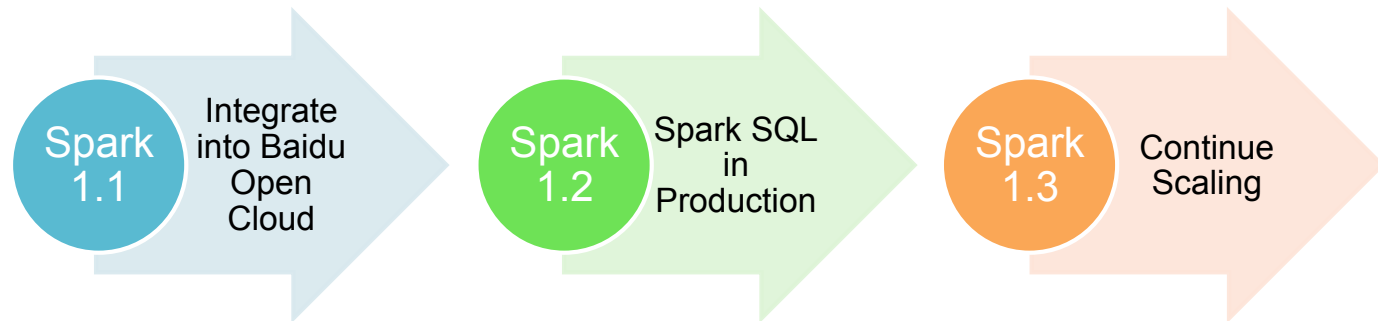 Spark
1.1
Integrate
into Baidu
Open
Cloud
Spark
1.2
Spark SQL
in
Production
Spark
1.3
Continue
Scaling